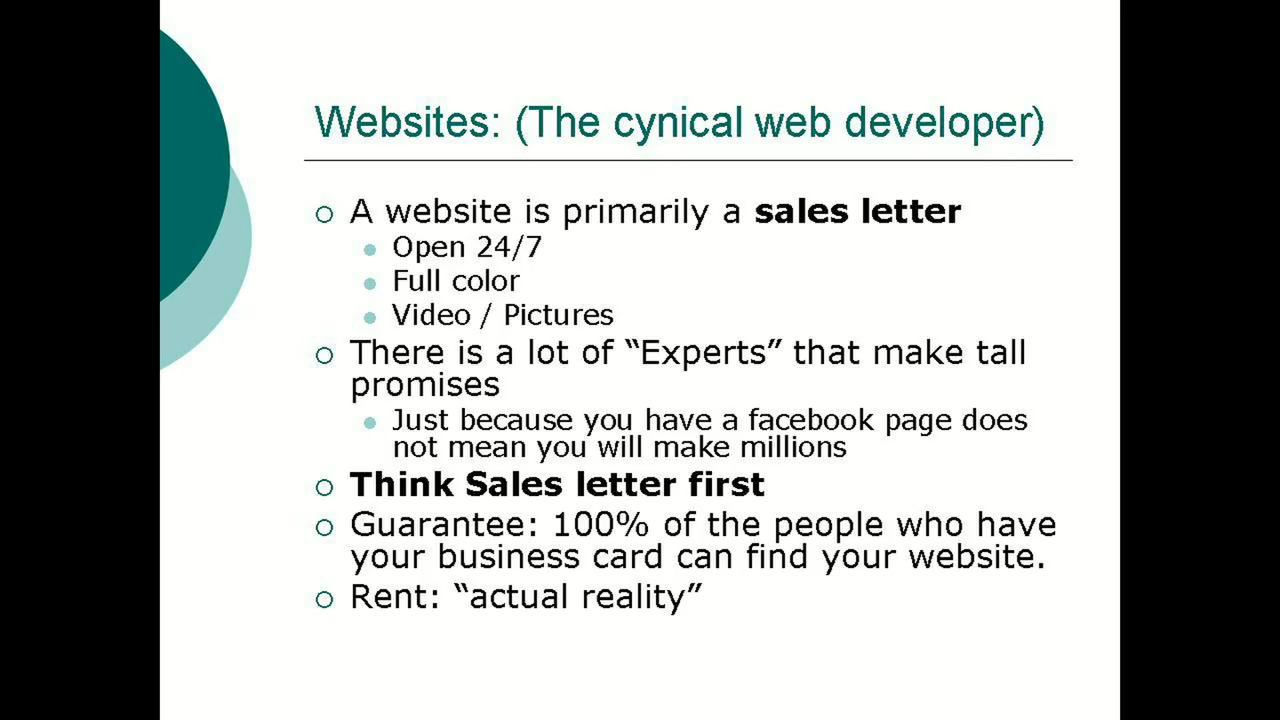 Websites: (The cynical web developer)
A website is primarily a sales letter
Open 24/7
Full color
Video / Pictures
There is a lot of “Experts” that make tall
promises
Just because you have a facebook page does
not mean you will make millions
Think Sales letter first
Guarantee: 100% of the people who have
your business card can find your website.
Rent: “actual reality”